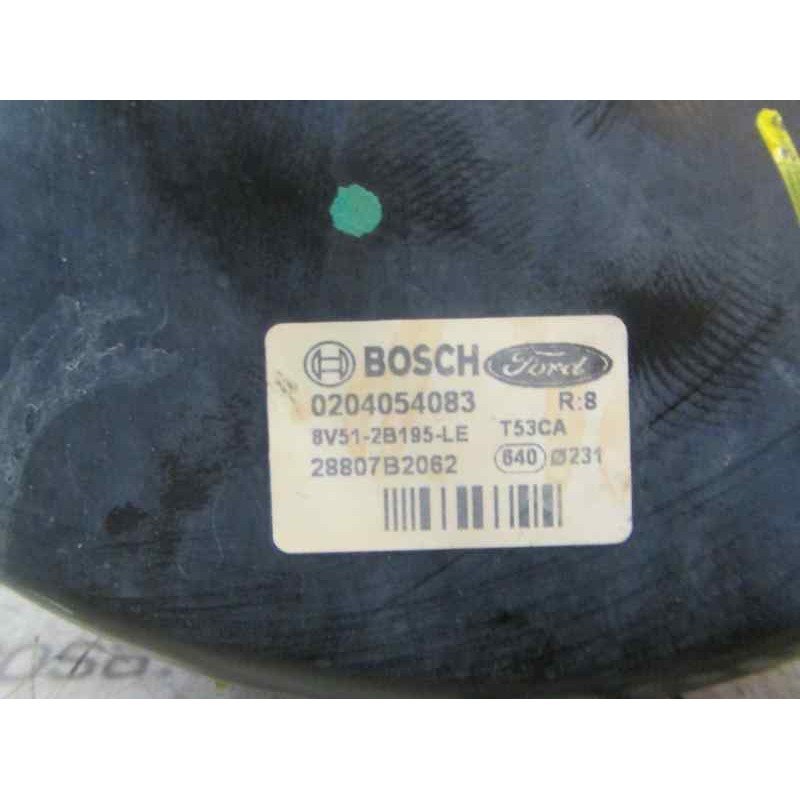 BOSCH Ford
0204054083 R:8
8V51-2B195-LE T53CA
28807B2062 640 Ø231